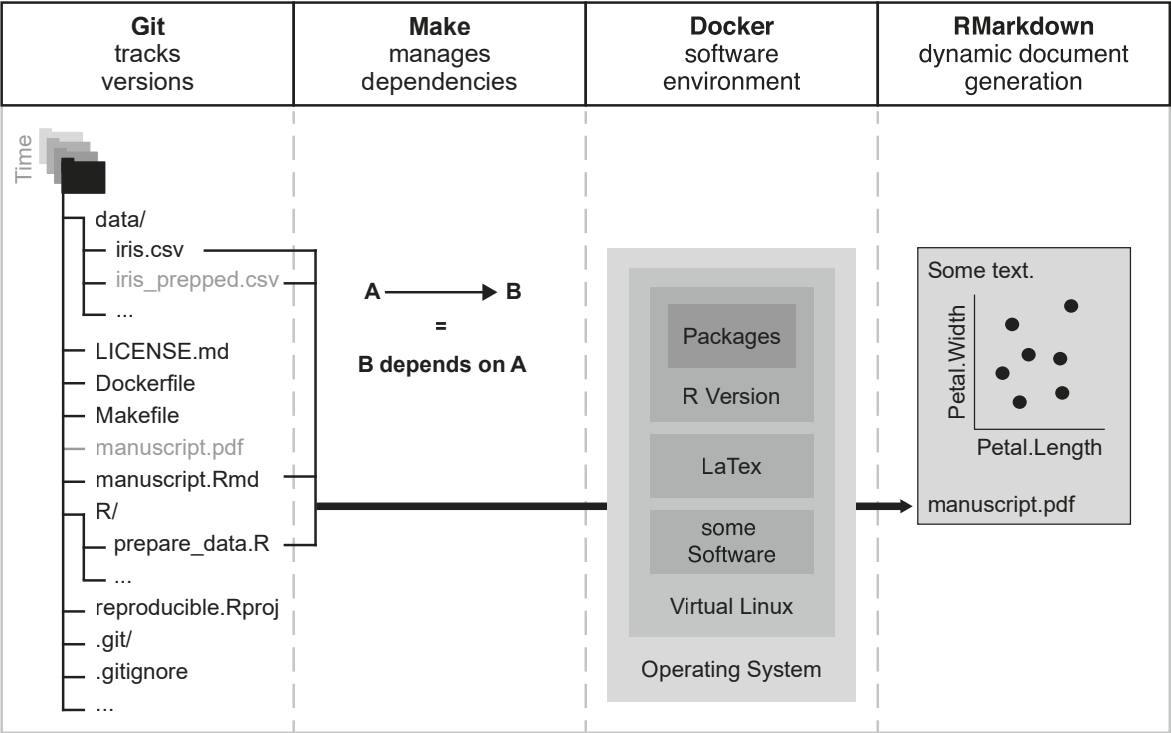 Git
tracks
versions
Make
manages
dependencies
Docker
software
environment
RMarkdown
dynamic document
generation
Time
data/
iris.csv
iris_prepped.csv
...
LICENSE.md
Dockerfile
Makefile
manuscript.pdf
manuscript.Rmd
R/
prepare_data.R
...
reproducible.Rproj
.git/
.gitignore
...
A B
=
B depends on A
Packages
R Version
LaTex
some
Software
Virtual Linux
Operating System
Some text.
Petal.Width
Petal.Length
manuscript.pdf